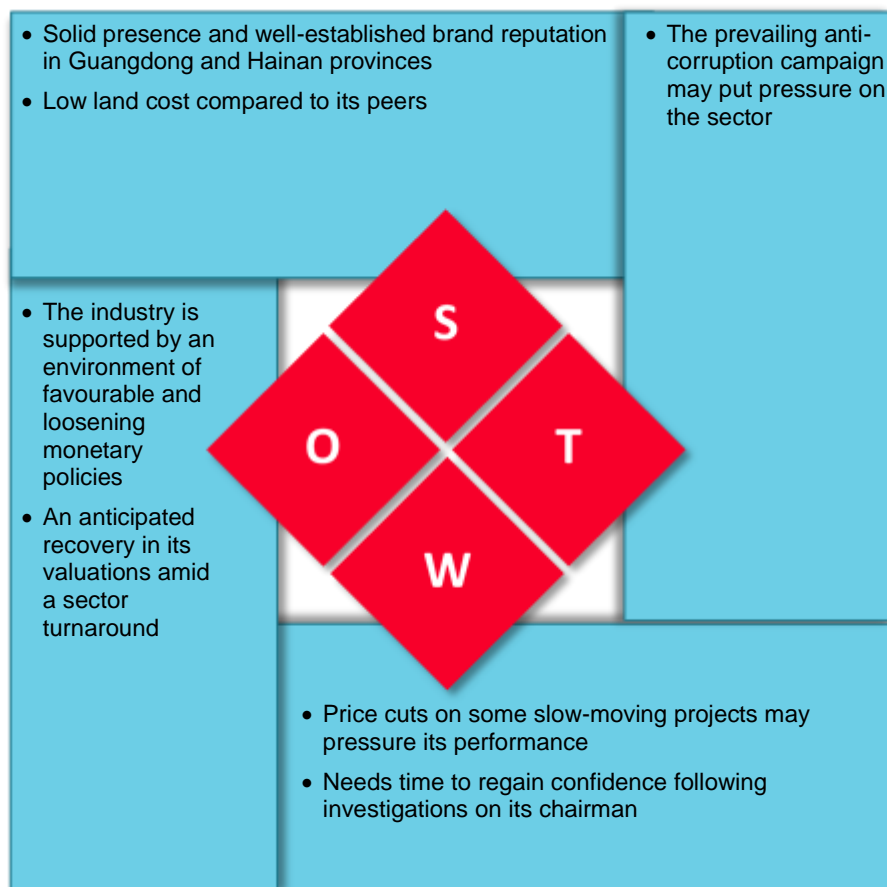 • Solid presence and well-established brand reputation
in Guangdong and Hainan provinces
• Low land cost compared to its peers
• The prevailing anti-
corruption campaign
may put pressure on
the sector
• The industry is
supported by an
environment of
favourable and
loosening
monetary
policies
• An anticipated
recovery in its
valuations amid
a sector
turnaround
S
O
T
W
• Price cuts on some slow-moving projects may
pressure its performance
• Needs time to regain confidence following
investigations on its chairman